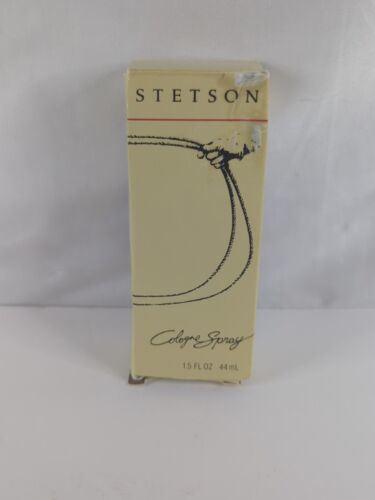 STETSON
Cologne Spray
1.5 FL OZ 44 mL